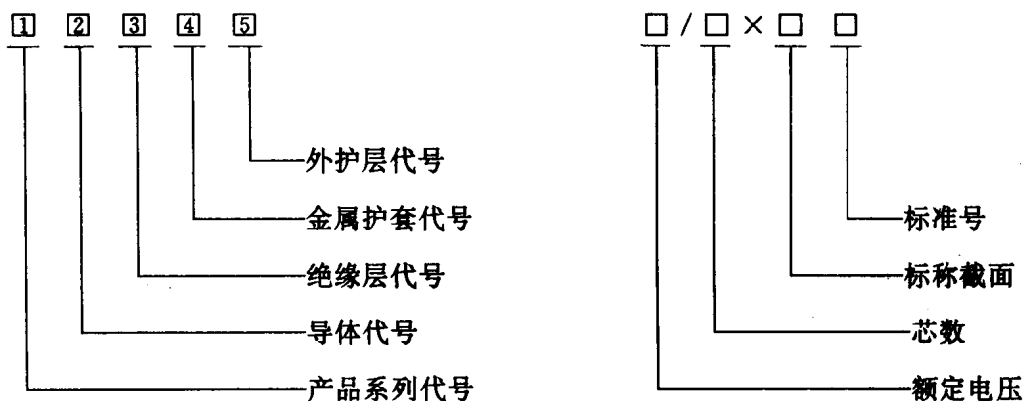 1 2 3 4 5 □/□×□ □
外护层代号
金属护套代号 标准号
绝缘层代号 标称截面
导体代号 芯数
产品系列代号 额定电压